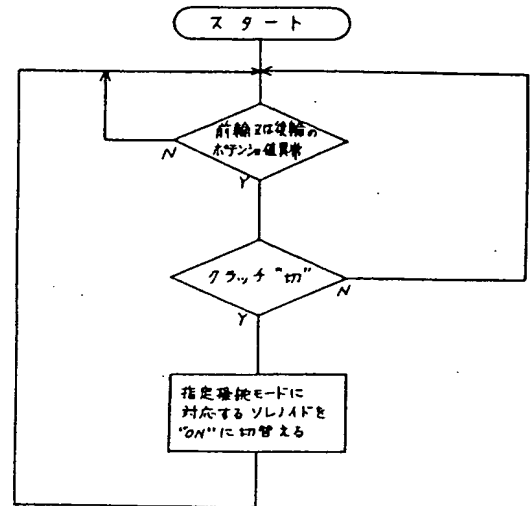 スタート
前輪又は後輪の
ポテンショ値異常
N
Y
クラッチ“切”
N
Y
指定操舵モードに
対応するソレノイドを
“ON”に切替える